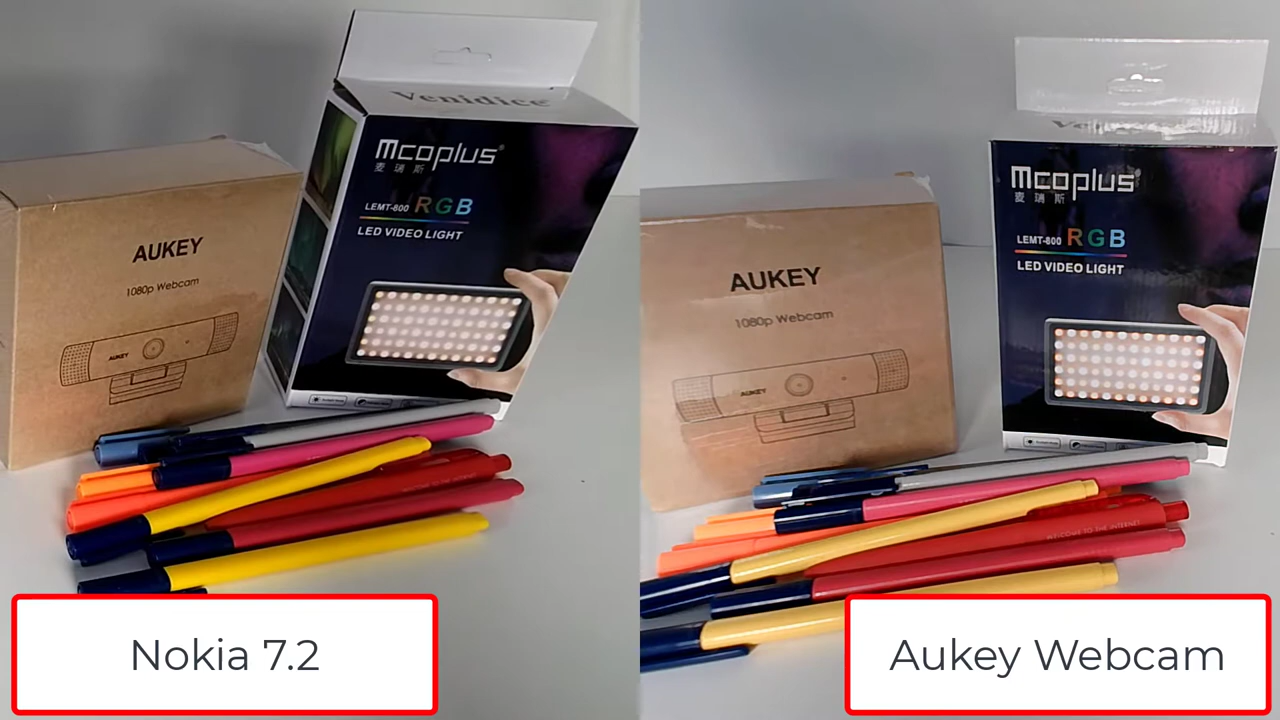 Venidice
Mcoplus®
麦 瑞 斯
LEMT-800 RGB
LED VIDEO LIGHT
AUKEY
1080p Webcam
AUKEY
Nokia 7.2
Mcoplus®
麦 瑞 斯
LEMT-800 RGB
LED VIDEO LIGHT
AUKEY
1080p Webcam
AUKEY
WELCOME TO THE INTERNET
Aukey Webcam